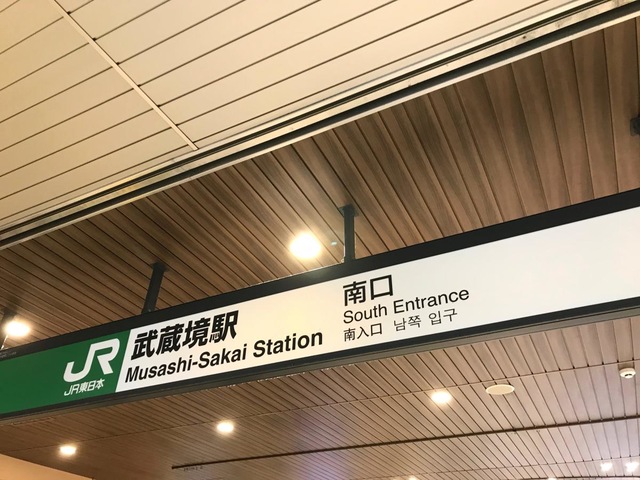 JR
JR東日本
武蔵境駅
Musashi-Sakai Station
南口
South Entrance
南入口 남쪽 입구